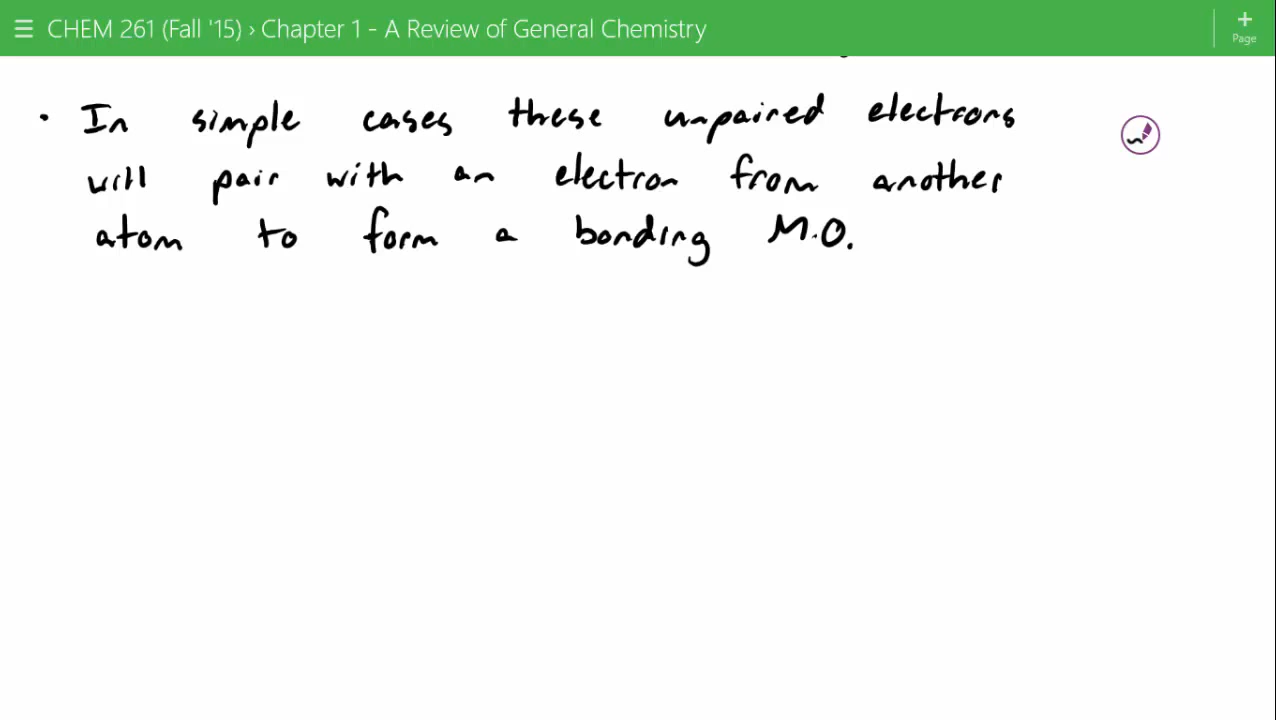 ☰ CHEM 261 (Fall '15) › Chapter 1 - A Review of General Chemistry
+
Page
• In simple cases these unpaired electrons
will pair with an electron from another
atom to form a bonding M.O.